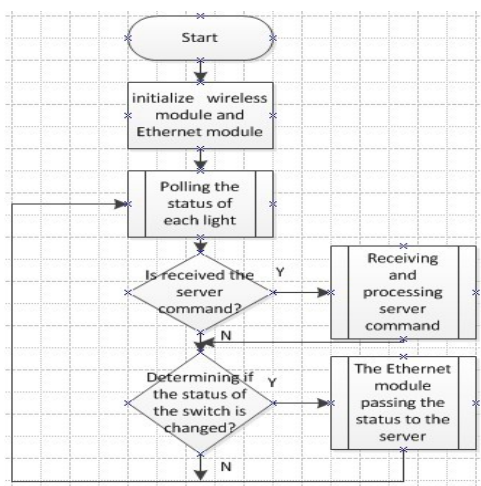 Start
initialize wireless
module and
Ethernet module
Polling the
status of
each light
Is received the
server
command?
Y
Receiving
and
processing
server
command
N
Determining if
the status of
the switch is
changed?
Y
The Ethernet
module
passing the
status to the
server
N